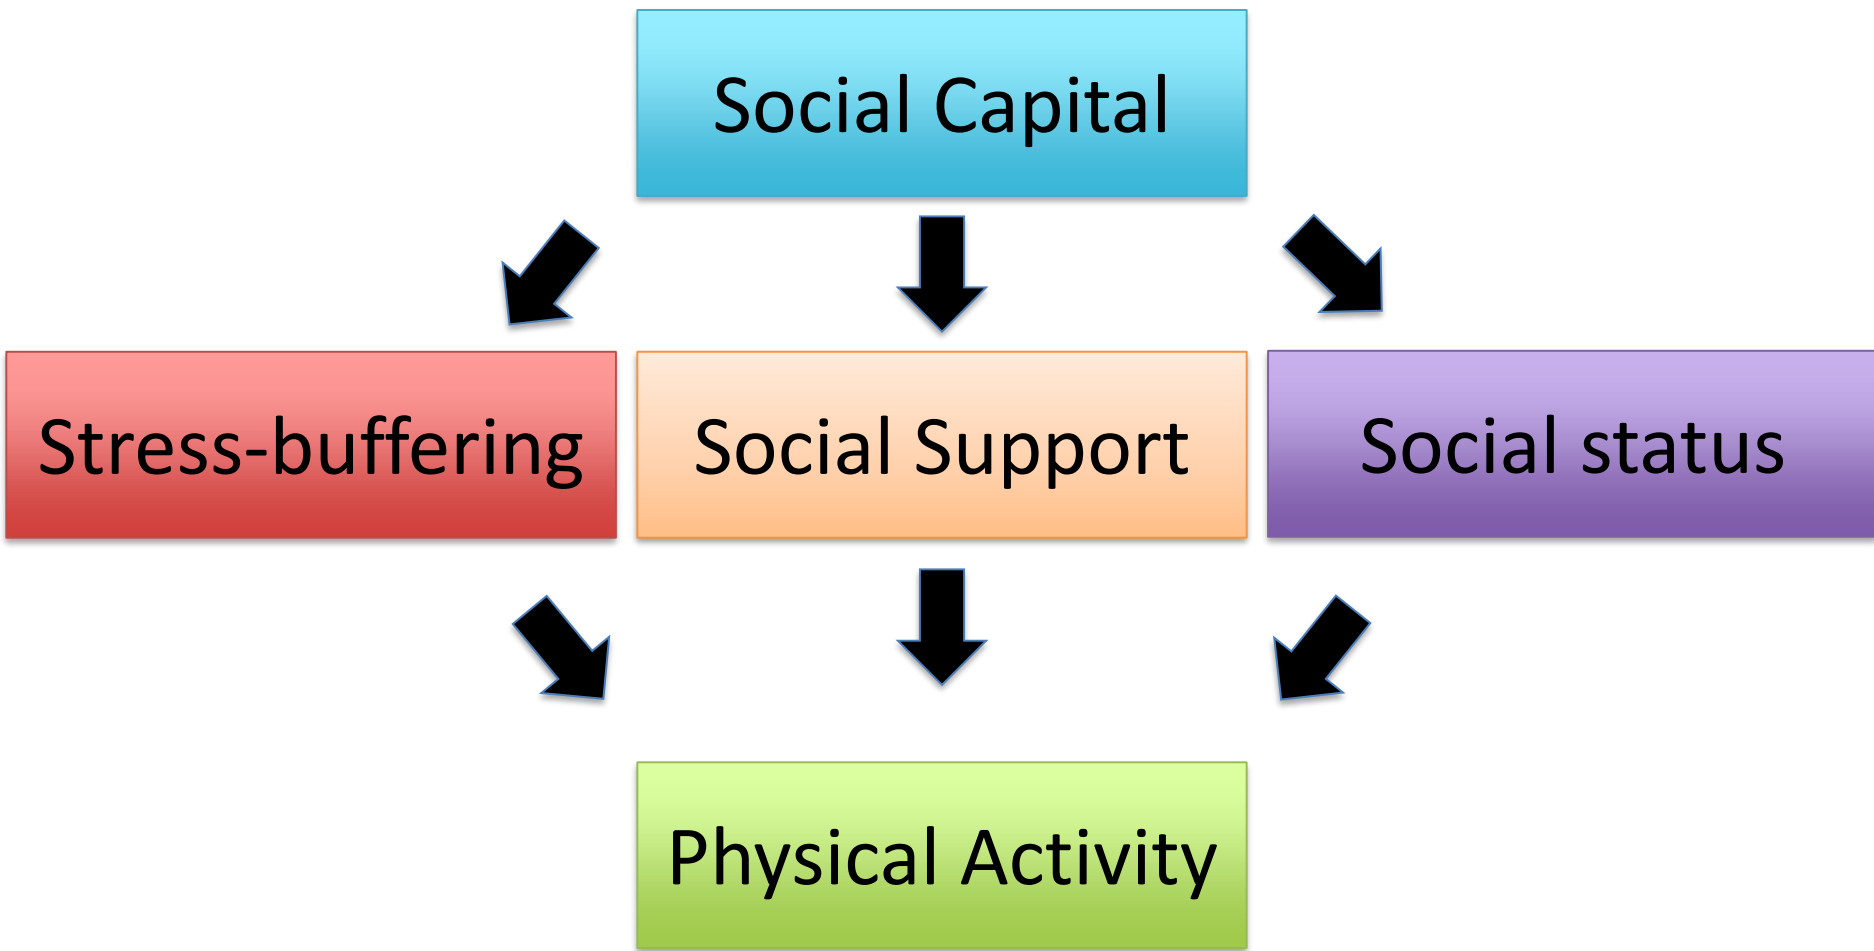 Social Capital
Stress-buffering
Social Support
Social status
Physical Activity